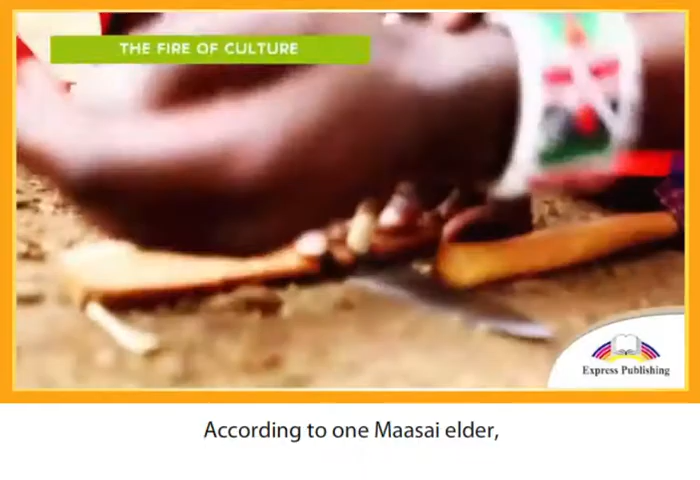 THE FIRE OF CULTURE
Express Publishing
According to one Maasai elder,